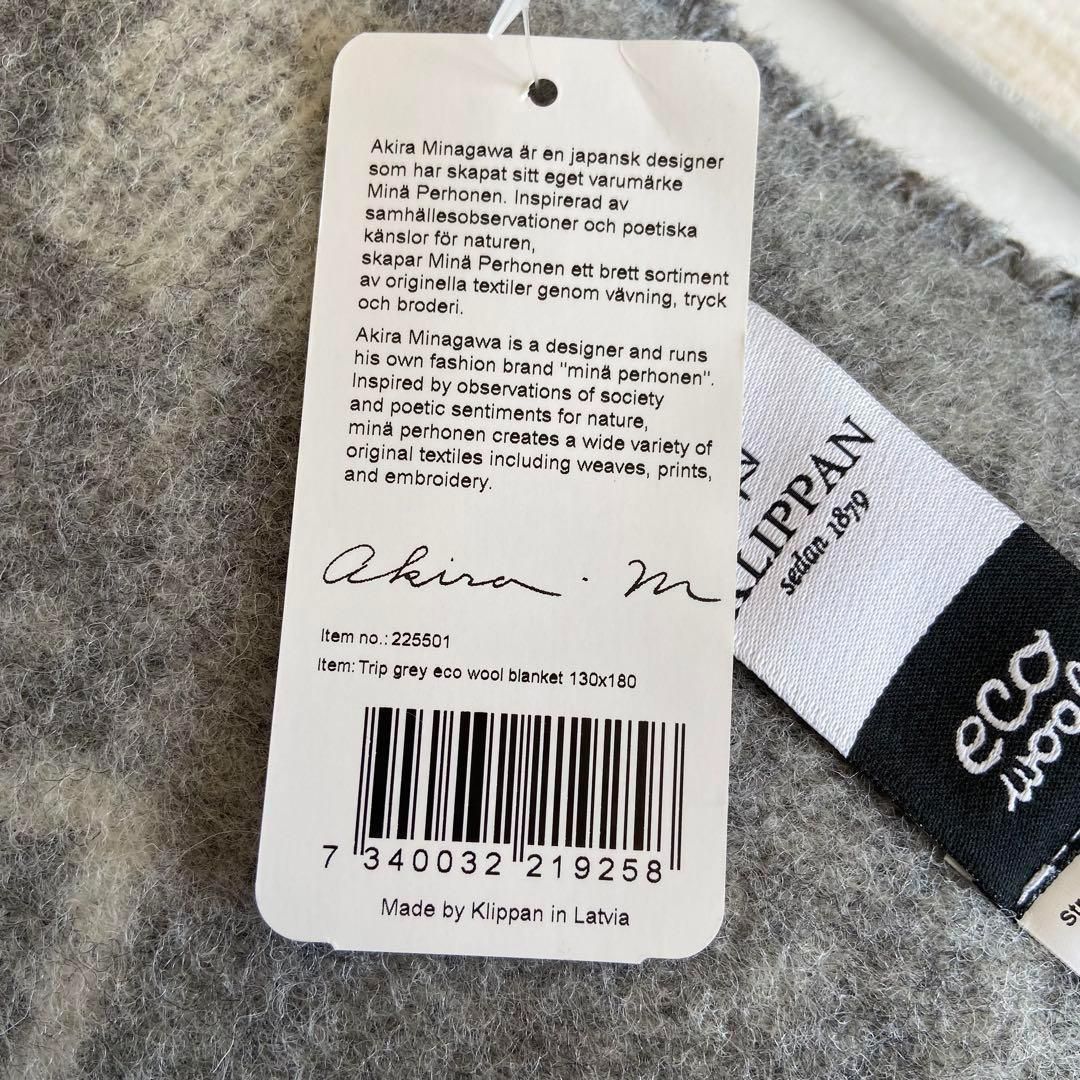 Akira Minagawa är en japansk designer
som har skapat sitt eget varumärke
Minä Perhonen. Inspirerad av
samhällesobservationer och poetiska
känslor för naturen,
skapar Minä Perhonen ett brett sortiment
av originella textiler genom vävning, tryck
och broderi.
Akira Minagawa is a designer and runs
his own fashion brand "minä perhonen".
Inspired by observations of society
and poetic sentiments for nature,
minä perhonen creates a wide variety of
original textiles including weaves, prints,
and embroidery.
Akira . m
Item no.: 225501
Item: Trip grey eco wool blanket 130x180
7 340032 219258
Made by Klippan in Latvia
KLIPPAN
sedan 1879
eco
wool